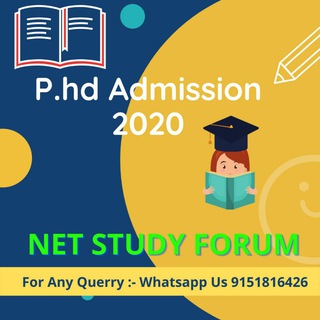 P.hd Admission
2020
NET STUDY FORUM
For Any Querry :- Whatsapp Us 9151816426